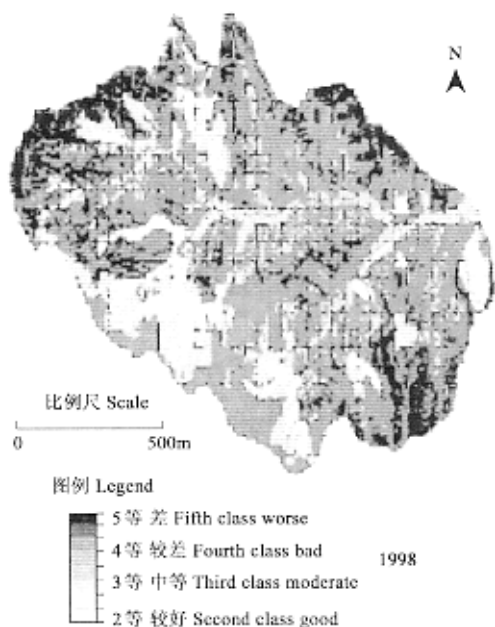 N
比例尺 Scale
0 500m
图例 Legend
5等 差 Fifth class worse
4等 较差 Fourth class bad
3等 中等 Third class moderate
2等 较好 Second class good
1998